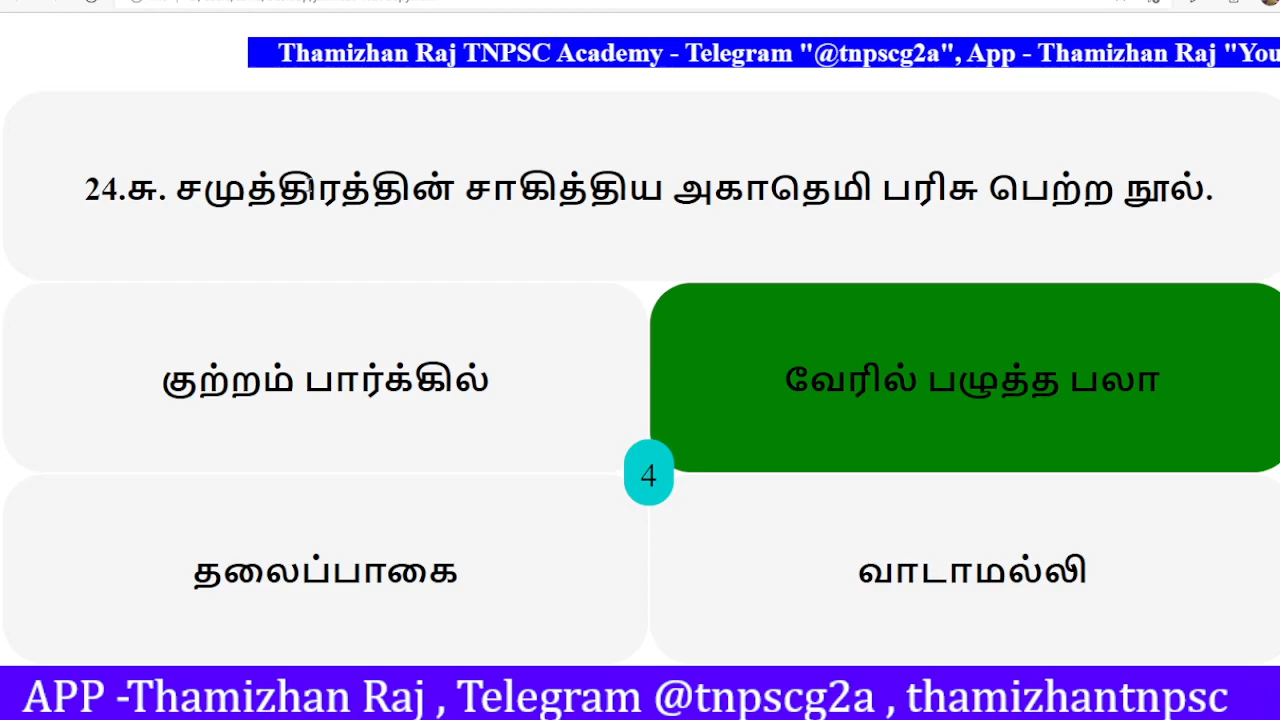 Thamizhan Raj TNPSC Academy - Telegram "@tnpscg2a", App - Thamizhan Raj "You
24.சு. சமுத்திரத்தின் சாகித்திய அகாதெமி பரிசு பெற்ற நூல்.
குற்றம் பார்க்கில்
வேரில் பழுத்த பலா
4
தலைப்பாகை
வாடாமல்லி
APP -Thamizhan Raj , Telegram @tnpscg2a , thamizhantnpsc